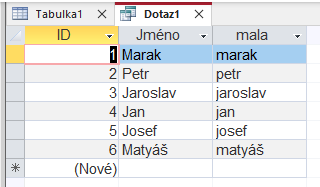 Tabulka1 Dotaz1
ID Jméno mala
1 Marak marak
2 Petr petr
3 Jaroslav jaroslav
4 Jan jan
5 Josef josef
6 Matyáš matyáš
* (Nové)